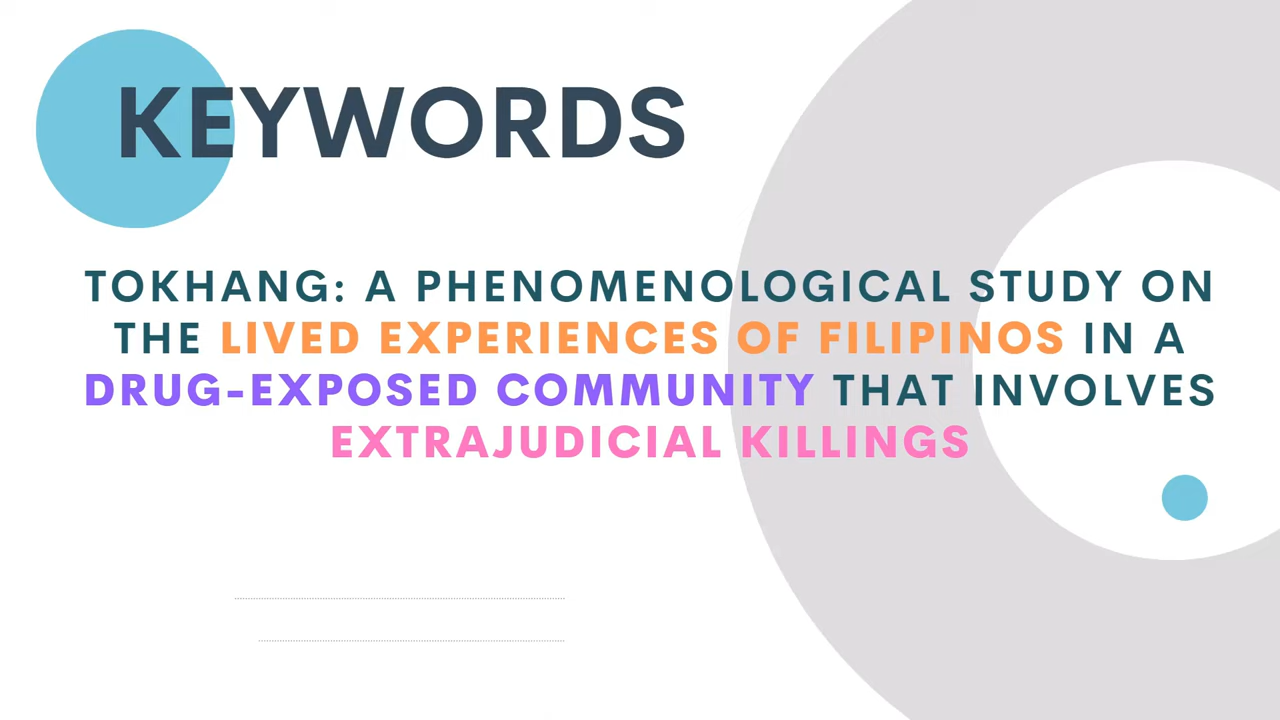 KEYWORDS
TOKHANG: A PHENOMENOLOGICAL STUDY ON
THE LIVED EXPERIENCES OF FILIPINOS IN A
DRUG-EXPOSED COMMUNITY THAT INVOLVES
EXTRAJUDICIAL KILLINGS